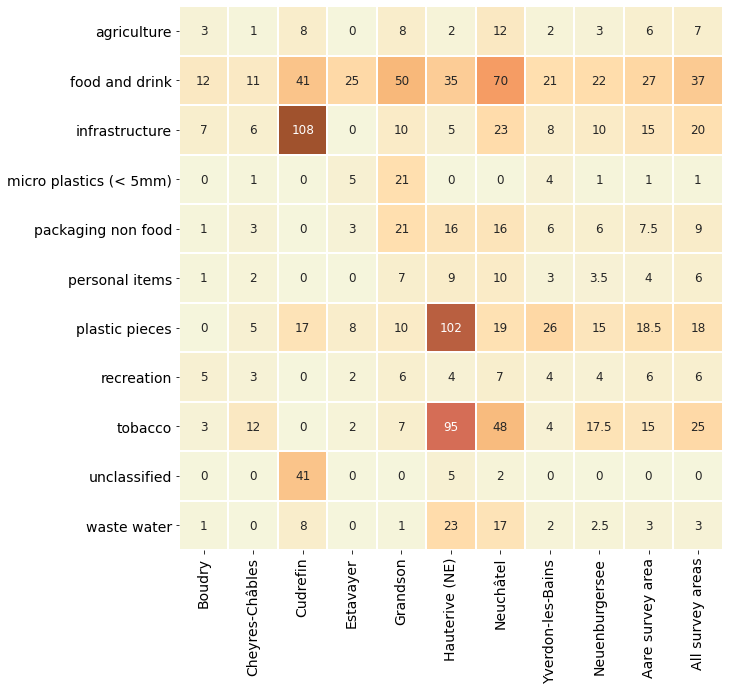 agriculture 3 1 8 0 8 2 12 2 3 6 7
food and drink 12 11 41 25 50 35 70 21 22 27 37
infrastructure 7 6 108 0 10 5 23 8 10 15 20
micro plastics (< 5mm) 0 1 0 5 21 0 0 4 1 1 1
packaging non food 1 3 0 3 21 16 16 6 6 7.5 9
personal items 1 2 0 0 7 9 10 3 3.5 4 6
plastic pieces 0 5 17 8 10 102 19 26 15 18.5 18
recreation 5 3 0 2 6 4 7 4 4 6 6
tobacco 3 12 0 2 7 95 48 4 17.5 15 25
unclassified 0 0 41 0 0 5 2 0 0 0 0
waste water 1 0 8 0 1 23 17 2 2.5 3 3
Boudry
Cheyres-Châbles
Cudrefin
Estavayer
Grandson
Hauterive (NE)
Neuchâtel
Yverdon-les-Bains
Neuenburgersee
Aare survey area
All survey areas